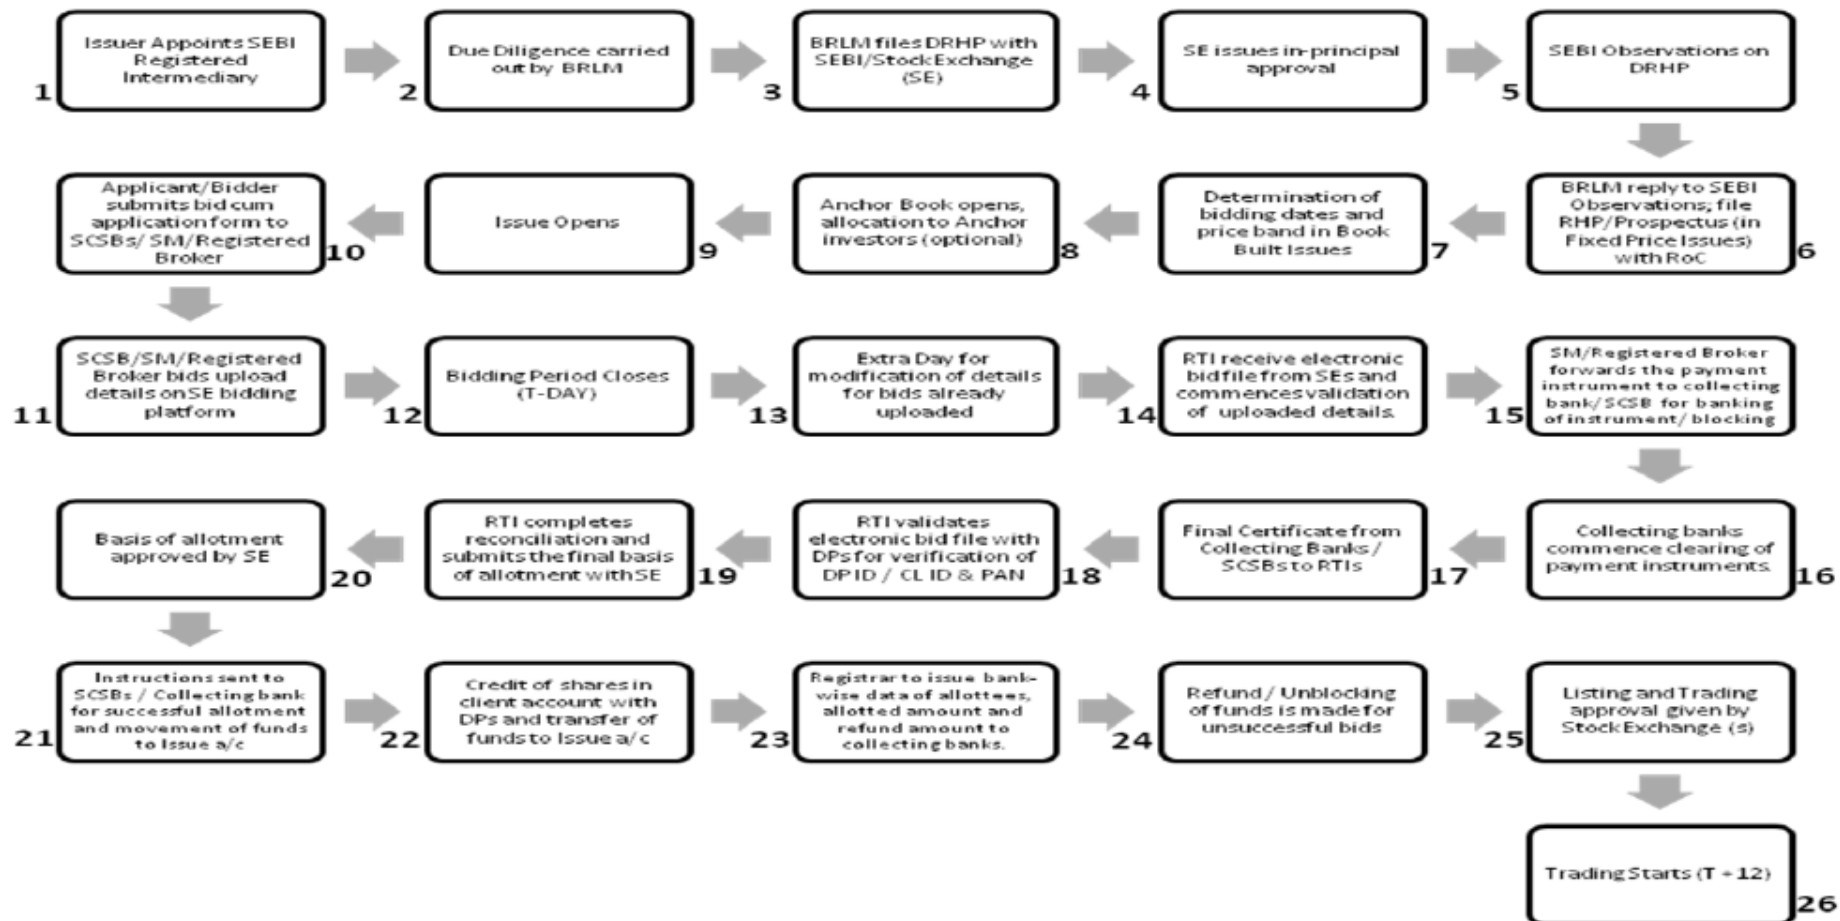 Issuer Appoints SEBI
Registered
Intermediary
1
Due Diligence carried
out by BRLM
2
BRLM files DRHP with
SEBI/Stock Exchange
(SE)
3
SE issues in-principal
approval
4
SEBI Observations on
DRHP
5
BRLM reply to SEBI
Observations; file
RHP/Prospectus (in
Fixed Price Issues)
with RoC
6
Determination of
bidding dates and
price band in Book
Built Issues
7
Anchor Book opens,
allocation to Anchor
investors (optional)
8
Issue Opens
9
Applicant/Bidder
submits bid cum
application form to
SCSBs/ SM/Registered
Broker
10
SCSB/SM/Registered
Broker bids upload
details on SE bidding
platform
11
Bidding Period Closes
(T-DAY)
12
Extra Day for
modification of details
for bids already
uploaded
13
RTI receive electronic
bid file from SEs and
commences validation
of uploaded details.
14
SM/Registered Broker
forwards the payment
instrument to collecting
bank/ SCSB for banking
of instrument/ blocking
15
Collecting banks
commence clearing of
payment instruments.
16
Final Certificate from
Collecting Banks /
SCSBs to RTIs
17
RTI validates
electronic bid file with
DPs for verification of
DP ID / CL ID & PAN
18
RTI completes
reconciliation and
submits the final basis
of allotment with SE
19
Basis of allotment
approved by SE
20
Instructions sent to
SCSBs / Collecting bank
for successful allotment
and movement of funds
to Issue a/c
21
Credit of shares in
client account with
DPs and transfer of
funds to Issue a/c
22
Registrar to issue bank-
wise data of allottees,
allotted amount and
refund amount to
collecting banks.
23
Refund / Unblocking
of funds is made for
unsuccessful bids
24
Listing and Trading
approval given by
Stock Exchange (s)
25
Trading Starts (T + 12)
26